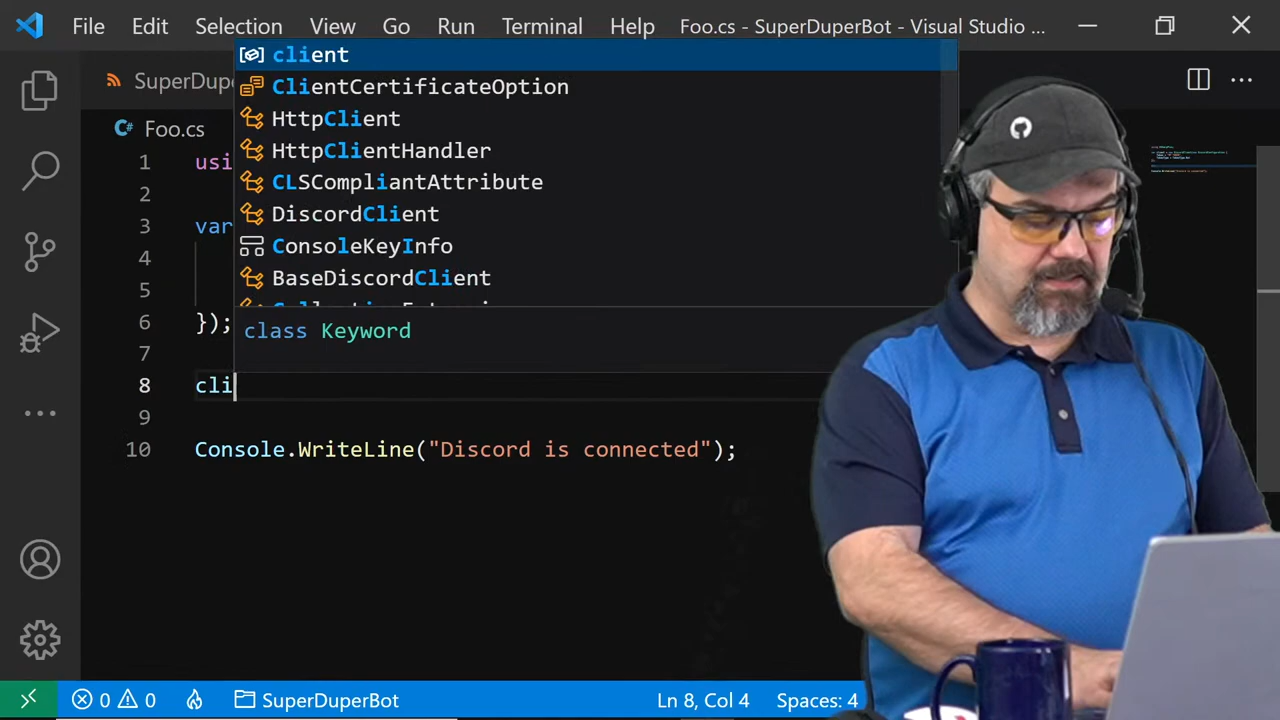 File Edit Selection View Go Run Terminal Help Foo.cs - SuperDuperBot - Visual Studio ...
SuperDupe
Foo.cs
client
ClientCertificateOption
HttpClient
HttpClientHandler
CLSCompliantAttribute
DiscordClient
ConsoleKeyInfo
BaseDiscordClient
class Keyword
1 usi
2
3 var
4
5
6 });
7
8 cli
9
10 Console.WriteLine("Discord is connected");
0 0 SuperDuperBot Ln 8, Col 4 Spaces: 4